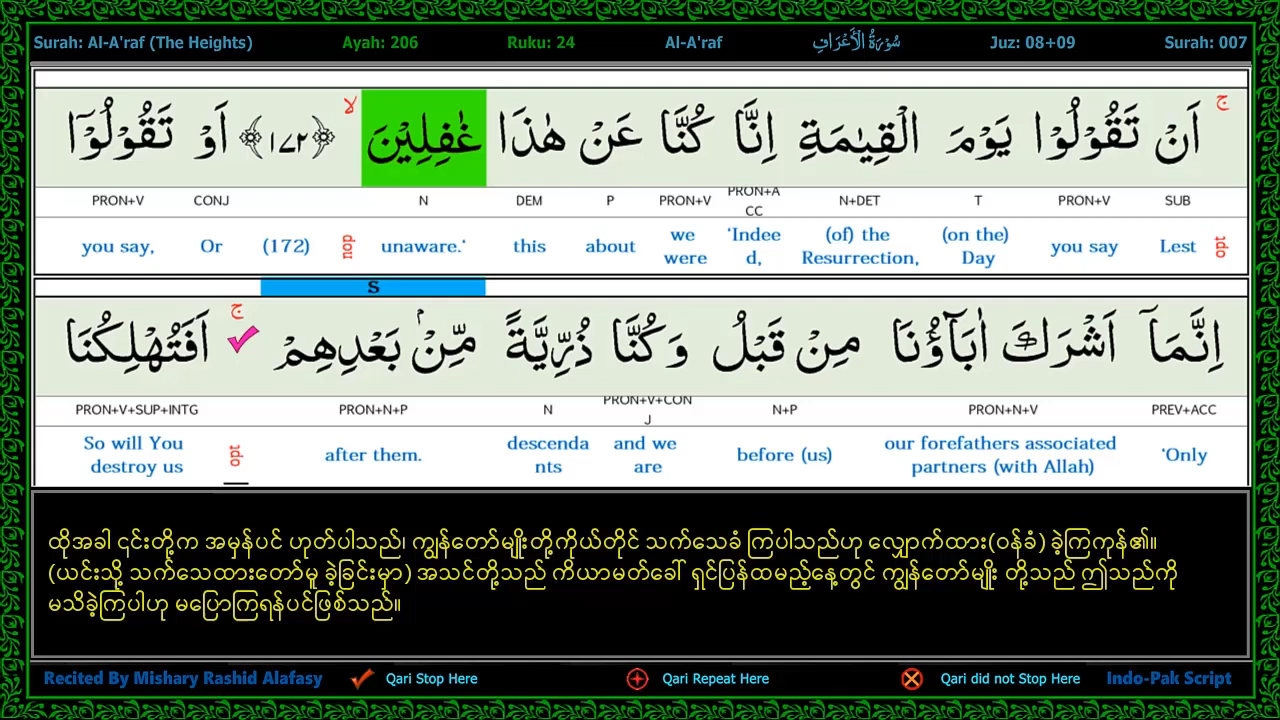 Surah: Al-A'raf (The Heights) Ayah: 206 Ruku: 24 Al-A'raf سُوْرَةُ الْأَعْرَافِ Juz: 08+09 Surah: 007
ج اَنْ تَقُوْلُوْا يَوْمَ الْقِيٰمَةِ اِنَّا كُنَّا عَنْ هٰذَا غٰفِلِيْنَ لا ﴿١٧٢﴾ اَوْ تَقُوْلُوْٓا
PRON+V CONJ N DEM P PRON+V PRON+ACC N+DET T PRON+V SUB
you say, Or (172) nop unaware.‘ this about we were ‘Indeed, (of) the Resurrection, (on the) Day you say Lest opt
S
اِنَّمَآ اَشْرَكَ اٰبَآؤُنَا مِنْ قَبْلُ وَكُنَّا ذُرِّيَّةً مِّنْۢ بَعْدِهِمْ ج اَفَتُهْلِكُنَا
PRON+V+SUP+INTG PRON+N+P N PRON+V+CONJ N+P PRON+N+V PREV+ACC
So will You destroy us opt after them. descendants and we are before (us) our forefathers associated partners (with Allah) ‘Only
ထိုအခါ ၎င်းတို့က အမှန်ပင် ဟုတ်ပါသည်၊ ကျွန်တော်မျိုးတို့ကိုယ်တိုင် သက်သေခံ ကြပါသည်ဟု လျှောက်ထား(ဝန်ခံ) ခဲ့ကြကုန်၏။
(ယင်းသို့ သက်သေထားတော်မူ ခဲ့ခြင်းမှာ) အသင်တို့သည် ကိယာမတ်ခေါ် ရှင်ပြန်ထမည့်နေ့တွင် ကျွန်တော်မျိုး တို့သည် ဤသည်ကို
မသိခဲ့ကြပါဟု မပြောကြရန်ပင်ဖြစ်သည်။
Recited By Mishary Rashid Alafasy Qari Stop Here Qari Repeat Here Qari did not Stop Here Indo-Pak Script